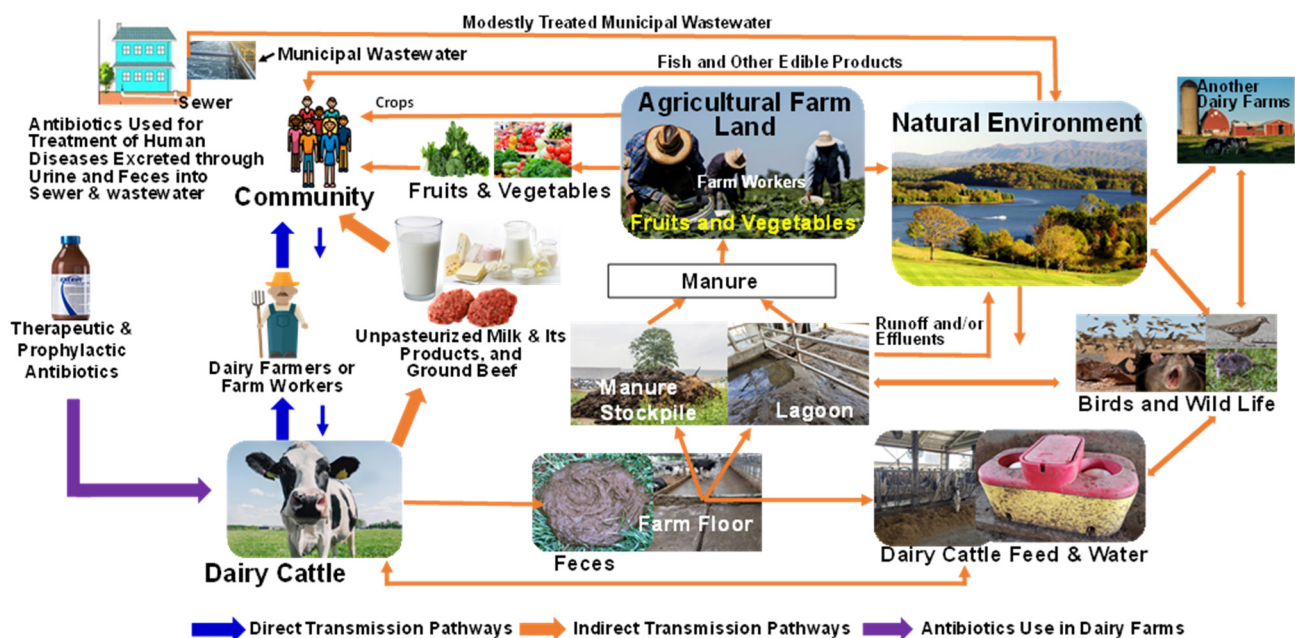 Modestly Treated Municipal Wastewater
Municipal Wastewater
Sewer
Antibiotics Used for
Treatment of Human
Diseases Excreted through
Urine and Feces into
Sewer & wastewater
Community
Fish and Other Edible Products
Crops
Fruits & Vegetables
Agricultural Farm
Land
Farm Workers
Fruits and Vegetables
Natural Environment
Another
Dairy Farms
Therapeutic &
Prophylactic
Antibiotics
Dairy Farmers or
Farm Workers
Unpasteurized Milk & Its
Products, and
Ground Beef
Manure
Manure
Stockpile
Lagoon
Runoff and/or
Effluents
Birds and Wild Life
Dairy Cattle
Feces
Farm Floor
Dairy Cattle Feed & Water
Direct Transmission Pathways
Indirect Transmission Pathways
Antibiotics Use in Dairy Farms